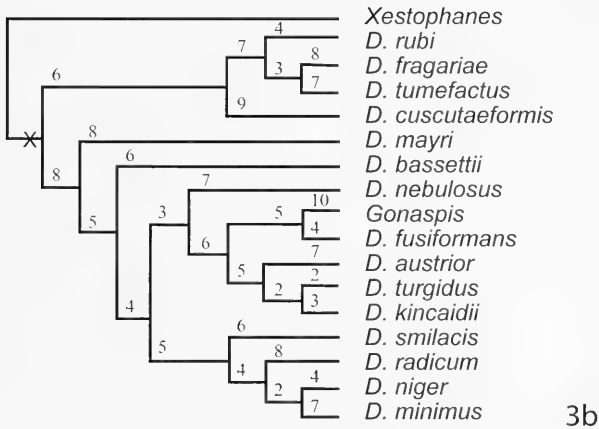 Xestophanes
4 D. rubi
7
8 D. fragariae
6 3
7 D. tumefactus
9 D. cuscutaeformis
X
8 D. mayri
6 D. bassettii
8
7 D. nebulosus
10 Gonaspis
5 3 5
4 D. fusiformans
6
7 D. austrior
5 2 D. turgidus
2
3 D. kincaidii
4
6 D. smilacis
5
8 D. radicum
4
4 D. niger
2
7 D. minimus
3b